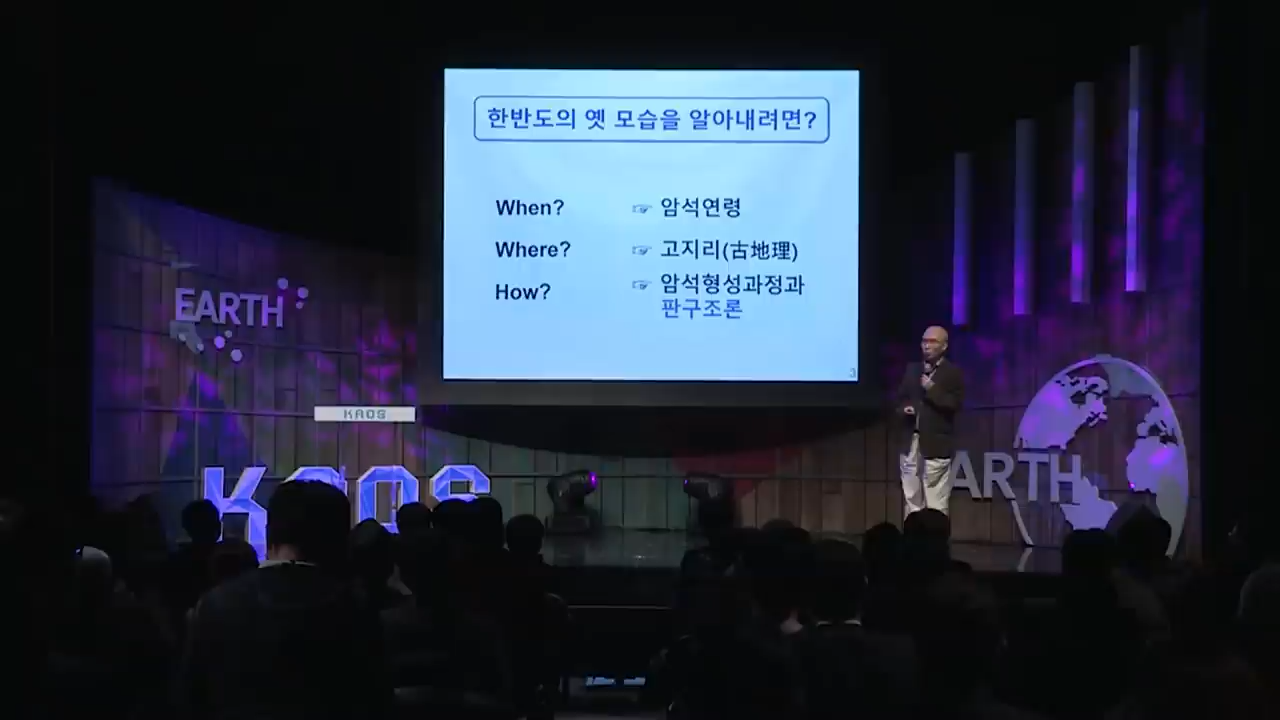 한반도의 옛 모습을 알아내려면?
When? ☞ 암석연령
Where? ☞ 고지리(古地理)
How? ☞ 암석형성과정과
판구조론
3
EARTH
KAOS
KAOS
EARTH